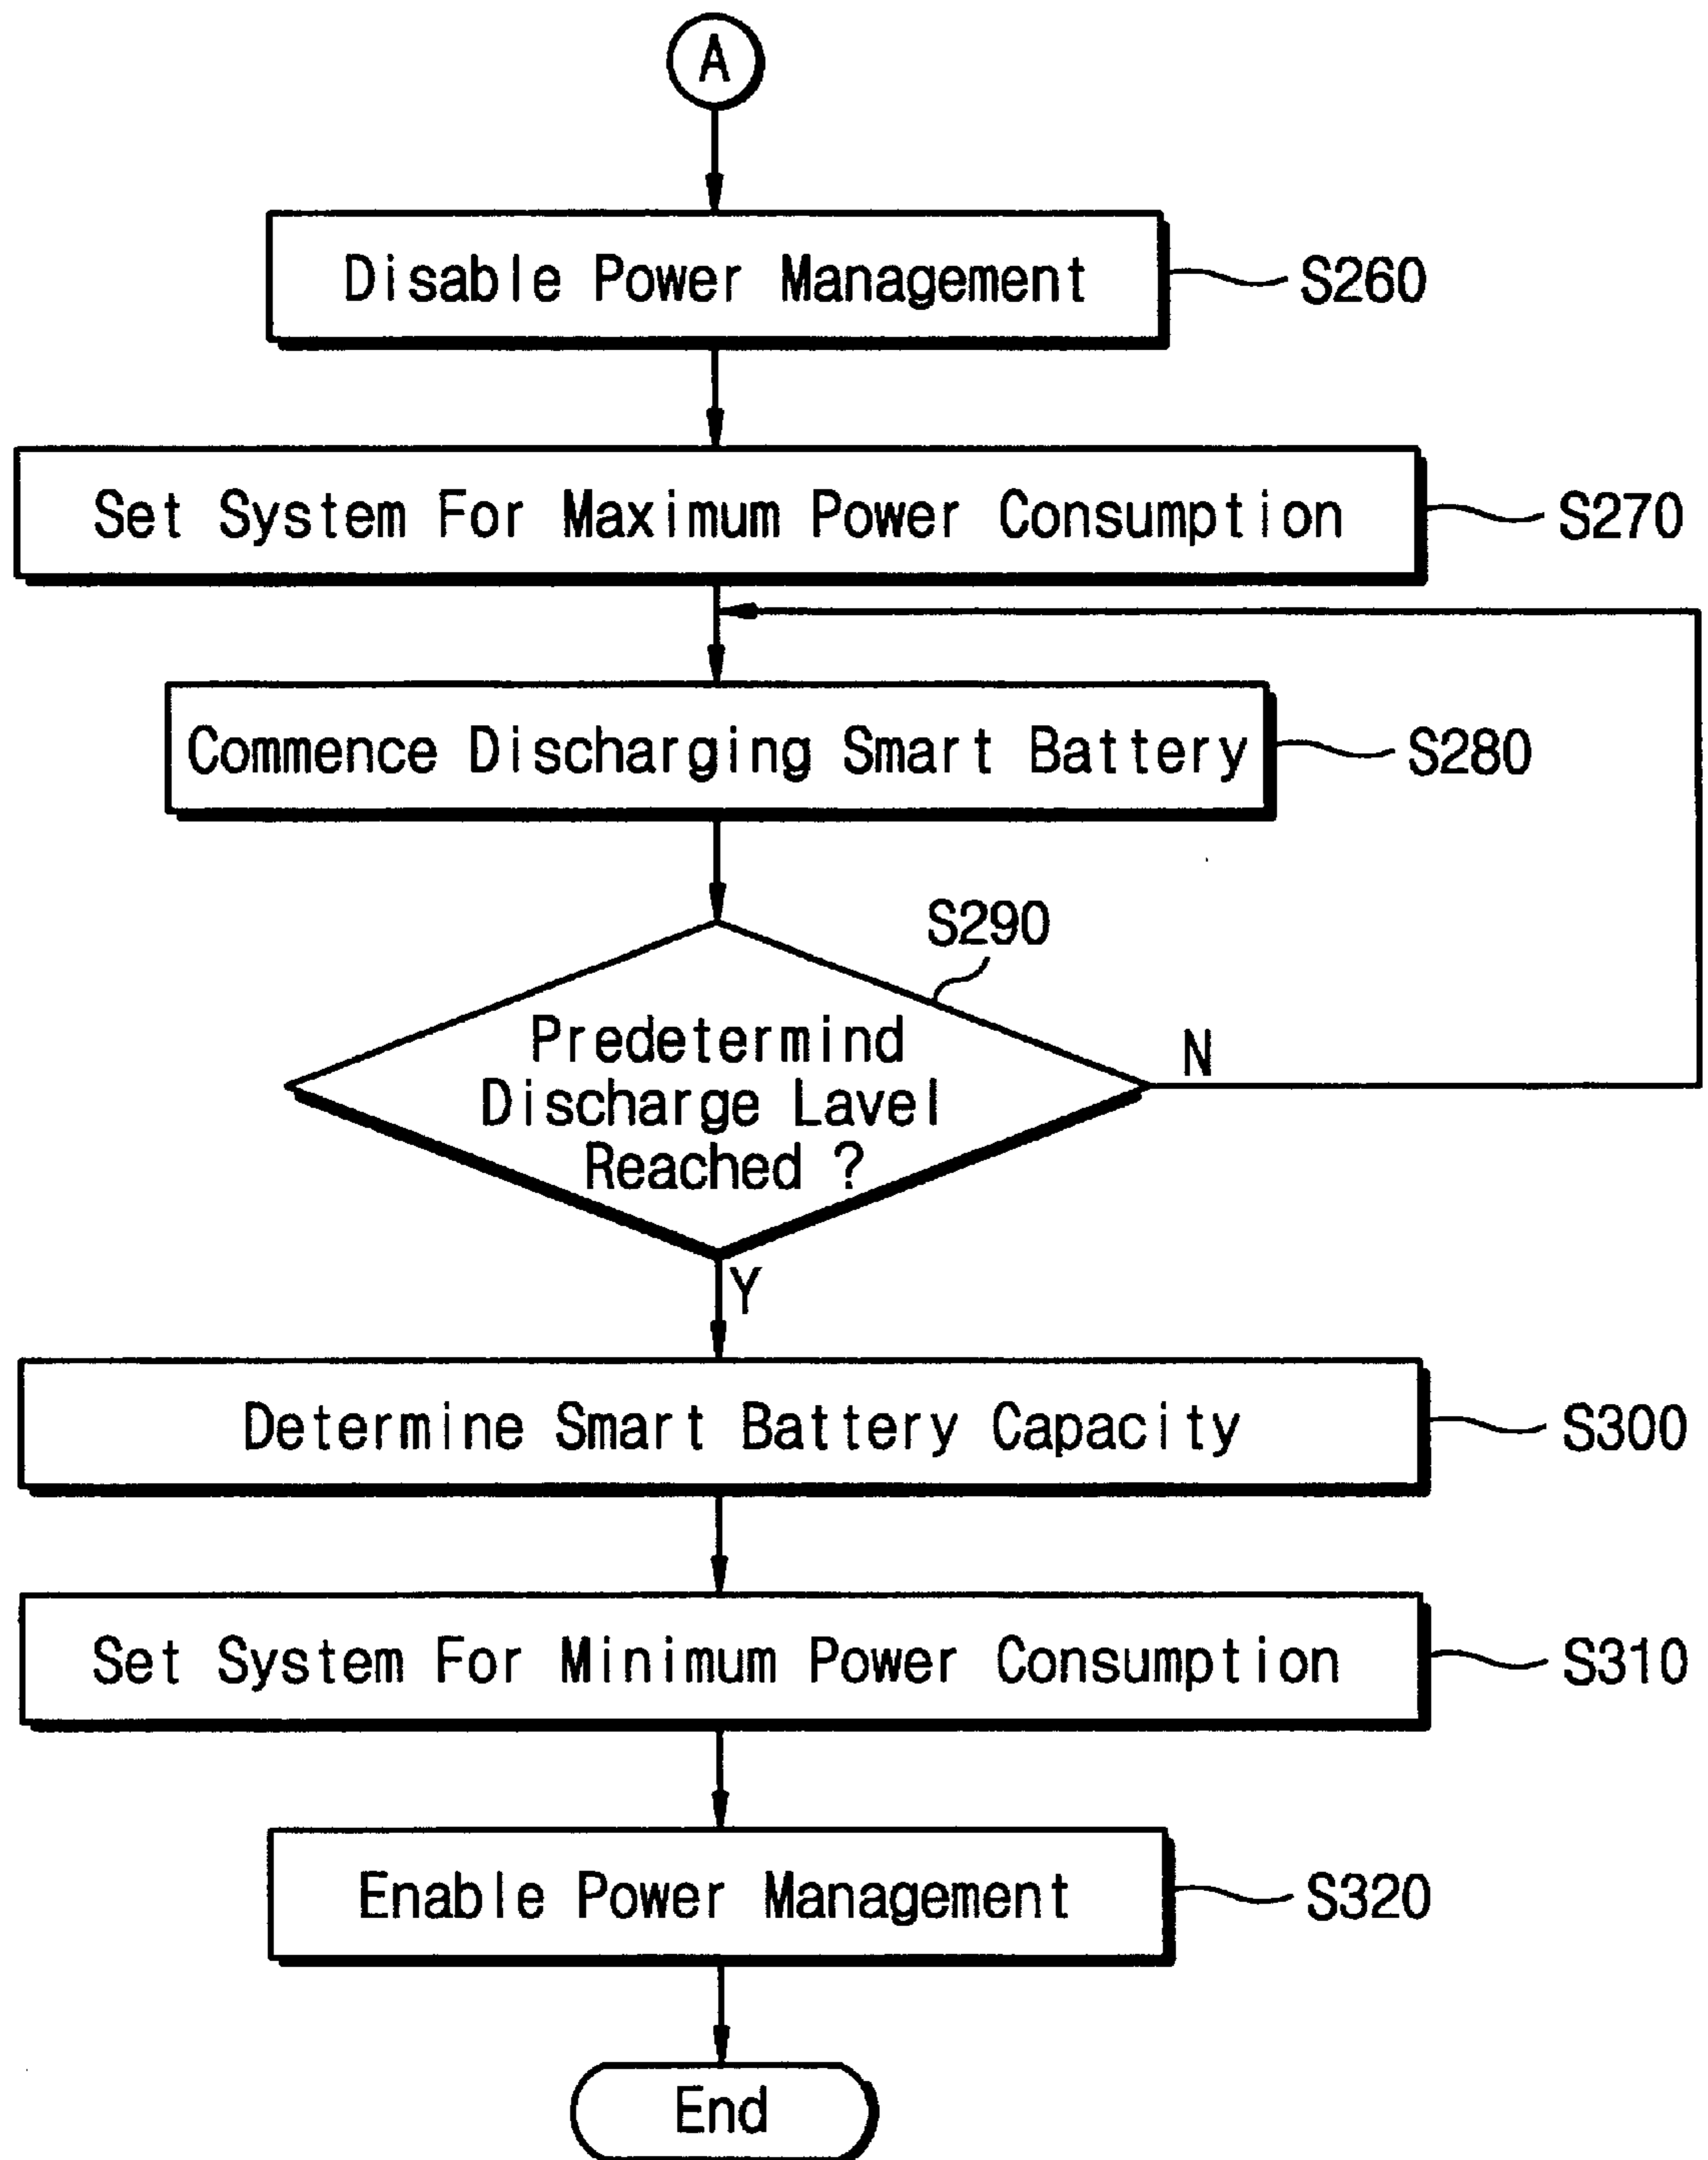 A
Disable Power Management
S260
Set System For Maximum Power Consumption
S270
Commence Discharging Smart Battery
S280
S290
Predetermind
Discharge Lavel
Reached ?
N
Y
Determine Smart Battery Capacity
S300
Set System For Minimum Power Consumption
S310
Enable Power Management
S320
End